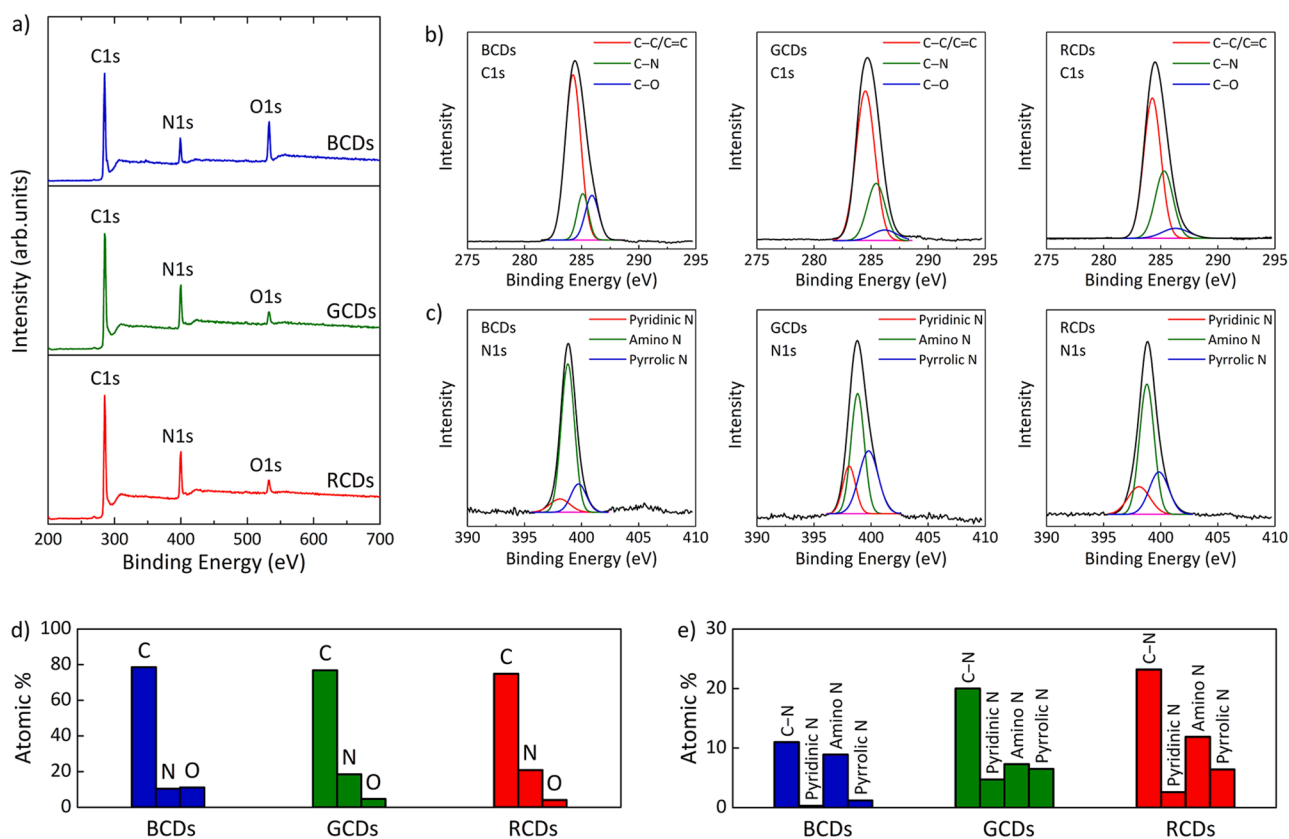 a)
C1s
N1s
O1s
BCDs
C1s
N1s
O1s
GCDs
C1s
N1s
O1s
RCDs
Intensity (arb.units)
200 300 400 500 600 700
Binding Energy (eV)
b)
BCDs
C1s
C−C/C=C
C−N
C−O
Intensity
275 280 285 290 295
Binding Energy (eV)
GCDs
C1s
C−C/C=C
C−N
C−O
Intensity
275 280 285 290 295
Binding Energy (eV)
RCDs
C1s
C−C/C=C
C−N
C−O
Intensity
275 280 285 290 295
Binding Energy (eV)
c)
BCDs
N1s
Pyridinic N
Amino N
Pyrrolic N
Intensity
390 395 400 405 410
Binding Energy (eV)
GCDs
N1s
Pyridinic N
Amino N
Pyrrolic N
Intensity
390 395 400 405 410
Binding Energy (eV)
RCDs
N1s
Pyridinic N
Amino N
Pyrrolic N
Intensity
390 395 400 405 410
Binding Energy (eV)
d)
100
80
60
40
20
0
Atomic %
C
N
O
C
N
O
C
N
O
BCDs GCDs RCDs
e)
30
20
10
0
Atomic %
C−N
Pyridinic N
Amino N
Pyrrolic N
C−N
Pyridinic N
Amino N
Pyrrolic N
C−N
Pyridinic N
Amino N
Pyrrolic N
BCDs GCDs RCDs